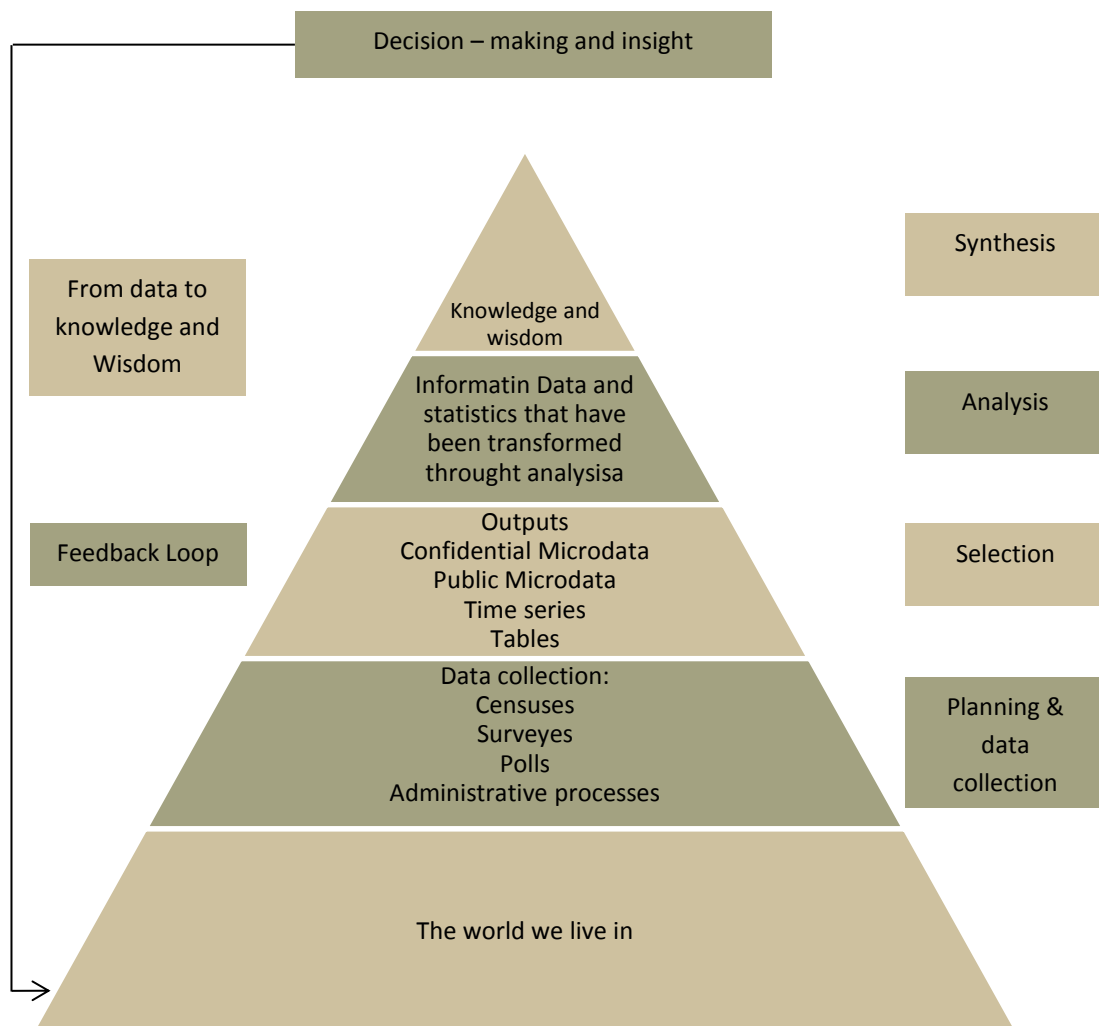 Decision – making and insight
Synthesis
From data to
knowledge and
Wisdom
Knowledge and
wisdom
Informatin Data and
statistics that have
been transformed
throught analysisa
Analysis
Outputs
Confidential Microdata
Public Microdata
Time series
Tables
Feedback Loop
Selection
Data collection:
Censuses
Surveyes
Polls
Administrative processes
Planning &
data
collection
The world we live in